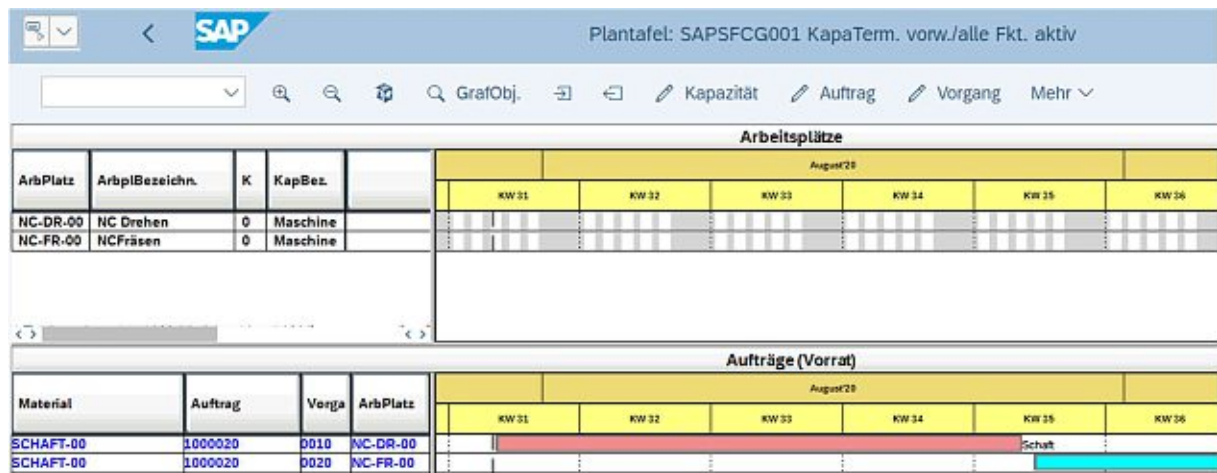 SAP
Plantafel: SAPSFCG001 KapaTerm. vorw./alle Fkt. aktiv
GrafObj. Kapazität Auftrag Vorgang Mehr
Arbeitsplätze
ArbPlatz ArbplBezeichn. K KapBez. August'20
KW 31 KW 32 KW 33 KW 34 KW 35 KW 36
NC-DR-00 NC Drehen 0 Maschine
NC-FR-00 NCFräsen 0 Maschine
Aufträge (Vorrat)
Material Auftrag Vorga ArbPlatz August'20
KW 31 KW 32 KW 33 KW 34 KW 35 KW 36
SCHAFT-00 1000020 0010 NC-DR-00 Schaft
SCHAFT-00 1000020 0020 NC-FR-00